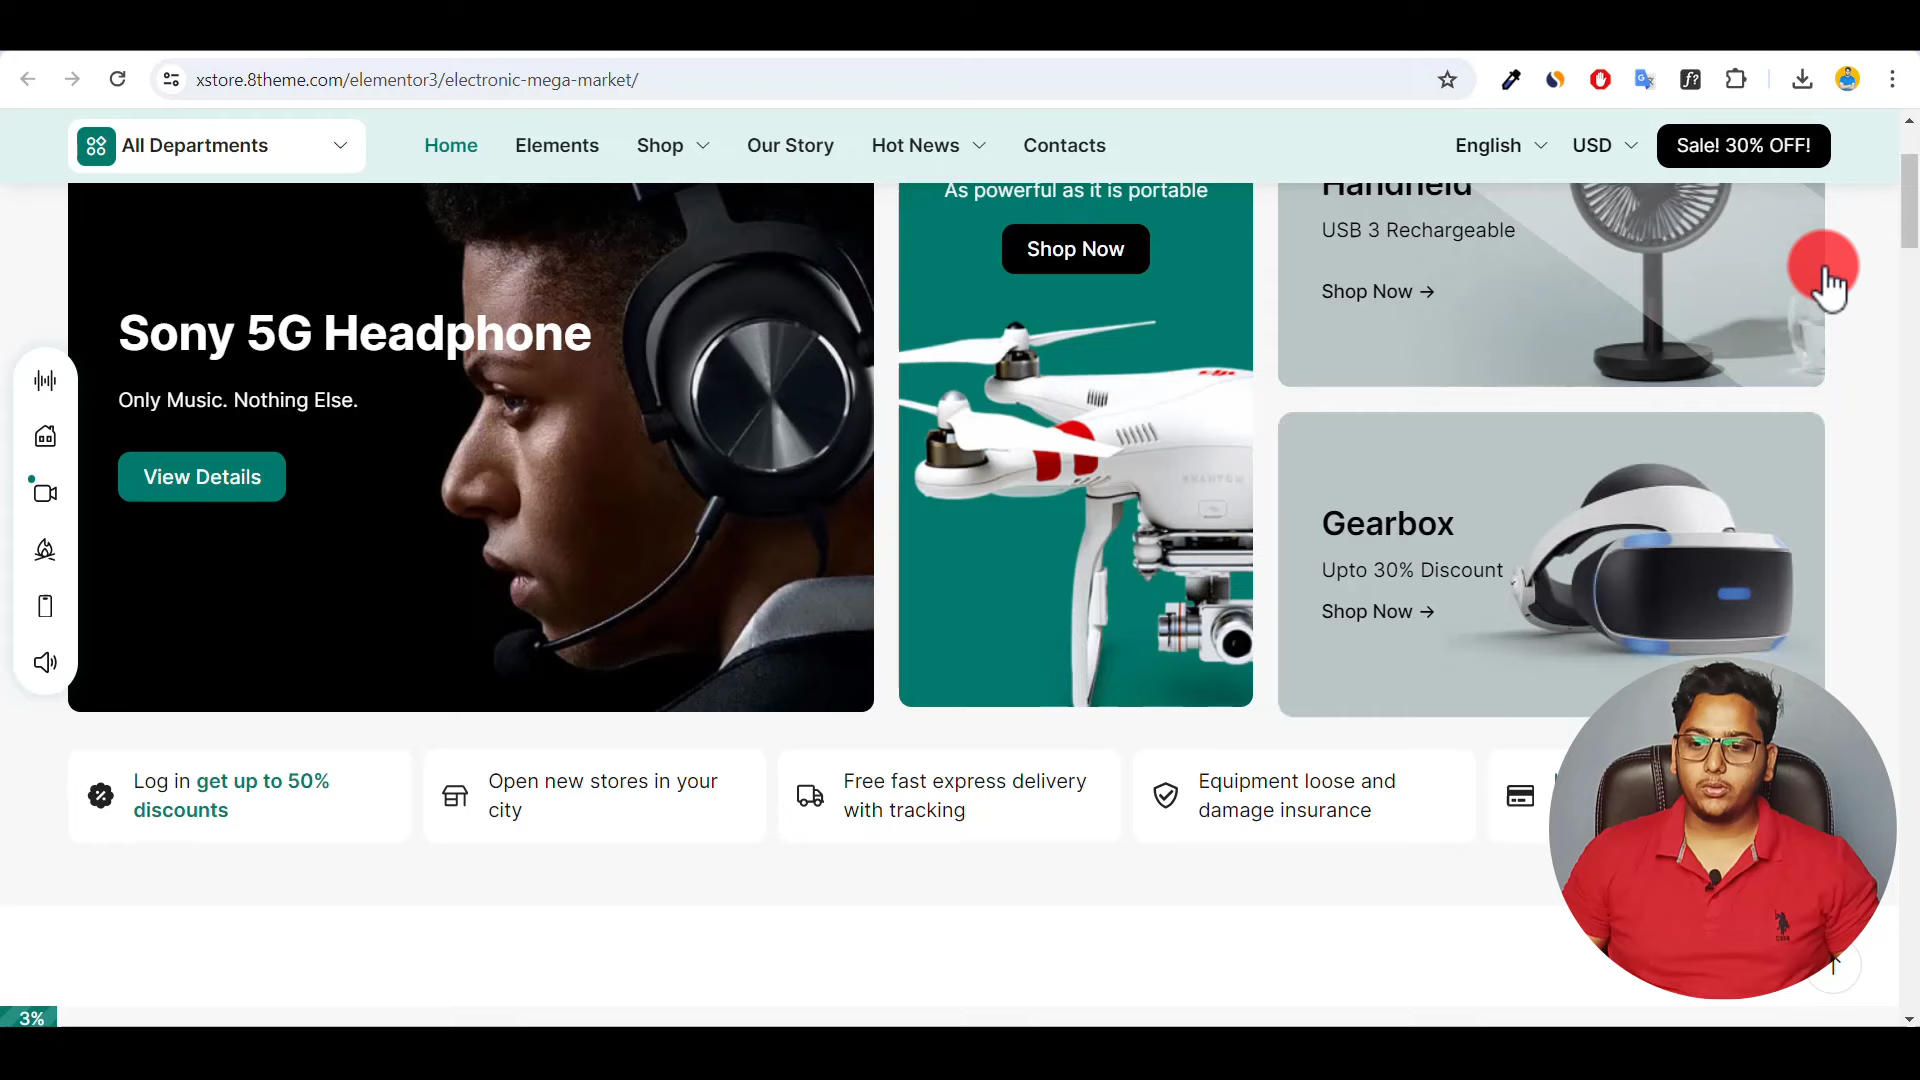 xstore.8theme.com/elementor3/electronic-mega-market/
All Departments
Home
Elements
Shop
Our Story
Hot News
Contacts
English
USD
Sale! 30% OFF!
As powerful as it is portable
Shop Now
Handheld
USB 3 Rechargeable
Shop Now →
Sony 5G Headphone
Only Music. Nothing Else.
View Details
Gearbox
Upto 30% Discount
Shop Now →
Log in get up to 50%
discounts
Open new stores in your
city
Free fast express delivery
with tracking
Equipment loose and
damage insurance
3%